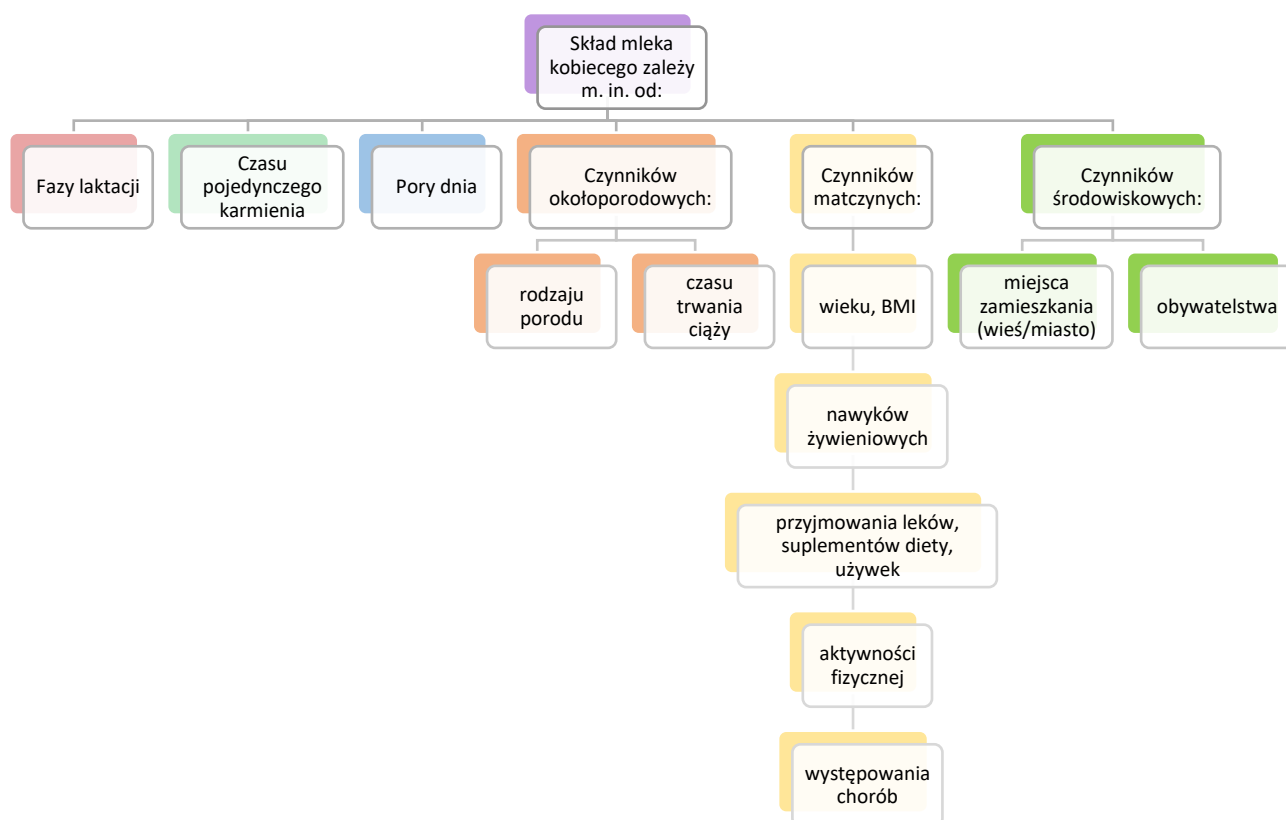 Skład mleka
kobiecego zależy
m. in. od:
Fazy laktacji
Czasu
pojedynczego
karmienia
Pory dnia
Czynników
okołoporodowych:
rodzaju
porodu
czasu
trwania
ciąży
Czynników
matczynych:
wieku, BMI
nawyków
żywieniowych
przyjmowania leków,
suplementów diety,
używek
aktywności
fizycznej
występowania
chorób
Czynników
środowiskowych:
miejsca
zamieszkania
(wieś/miasto)
obywatelstwa